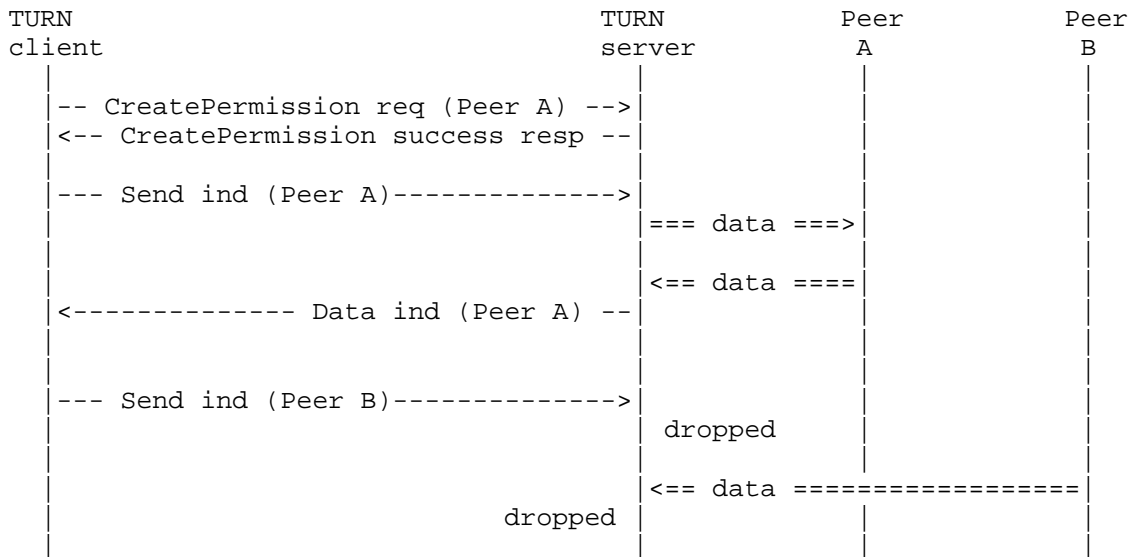 TURN TURN Peer Peer
client server A B
-- CreatePermission req (Peer A) -->
<-- CreatePermission success resp --
--- Send ind (Peer A)-------------->
=== data ===>
<== data ====
<-------------- Data ind (Peer A) --
--- Send ind (Peer B)-------------->
dropped
<== data ==================
dropped